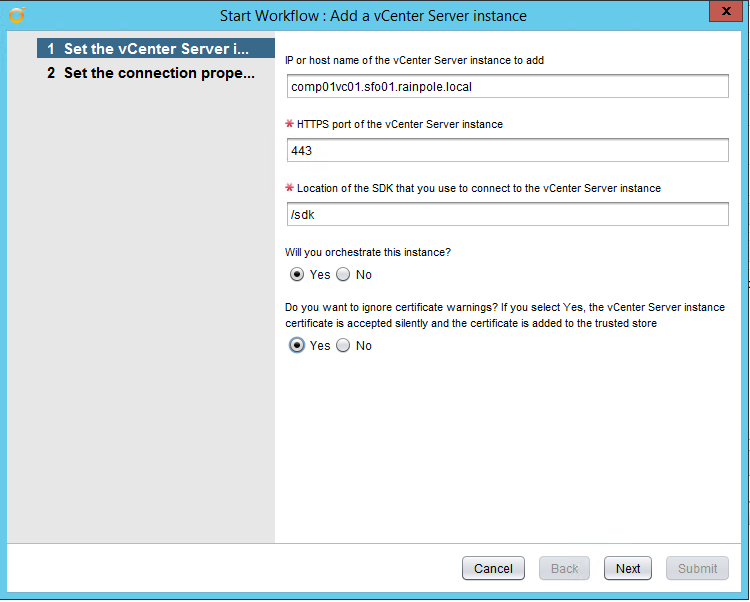 Start Workflow : Add a vCenter Server instance
x
1 Set the vCenter Server i...
2 Set the connection prope...
IP or host name of the vCenter Server instance to add
comp01vc01.sfo01.rainpole.local
* HTTPS port of the vCenter Server instance
443
* Location of the SDK that you use to connect to the vCenter Server instance
/sdk
Will you orchestrate this instance?
Yes No
Do you want to ignore certificate warnings? If you select Yes, the vCenter Server instance
certificate is accepted silently and the certificate is added to the trusted store
Yes No
Cancel Back Next Submit